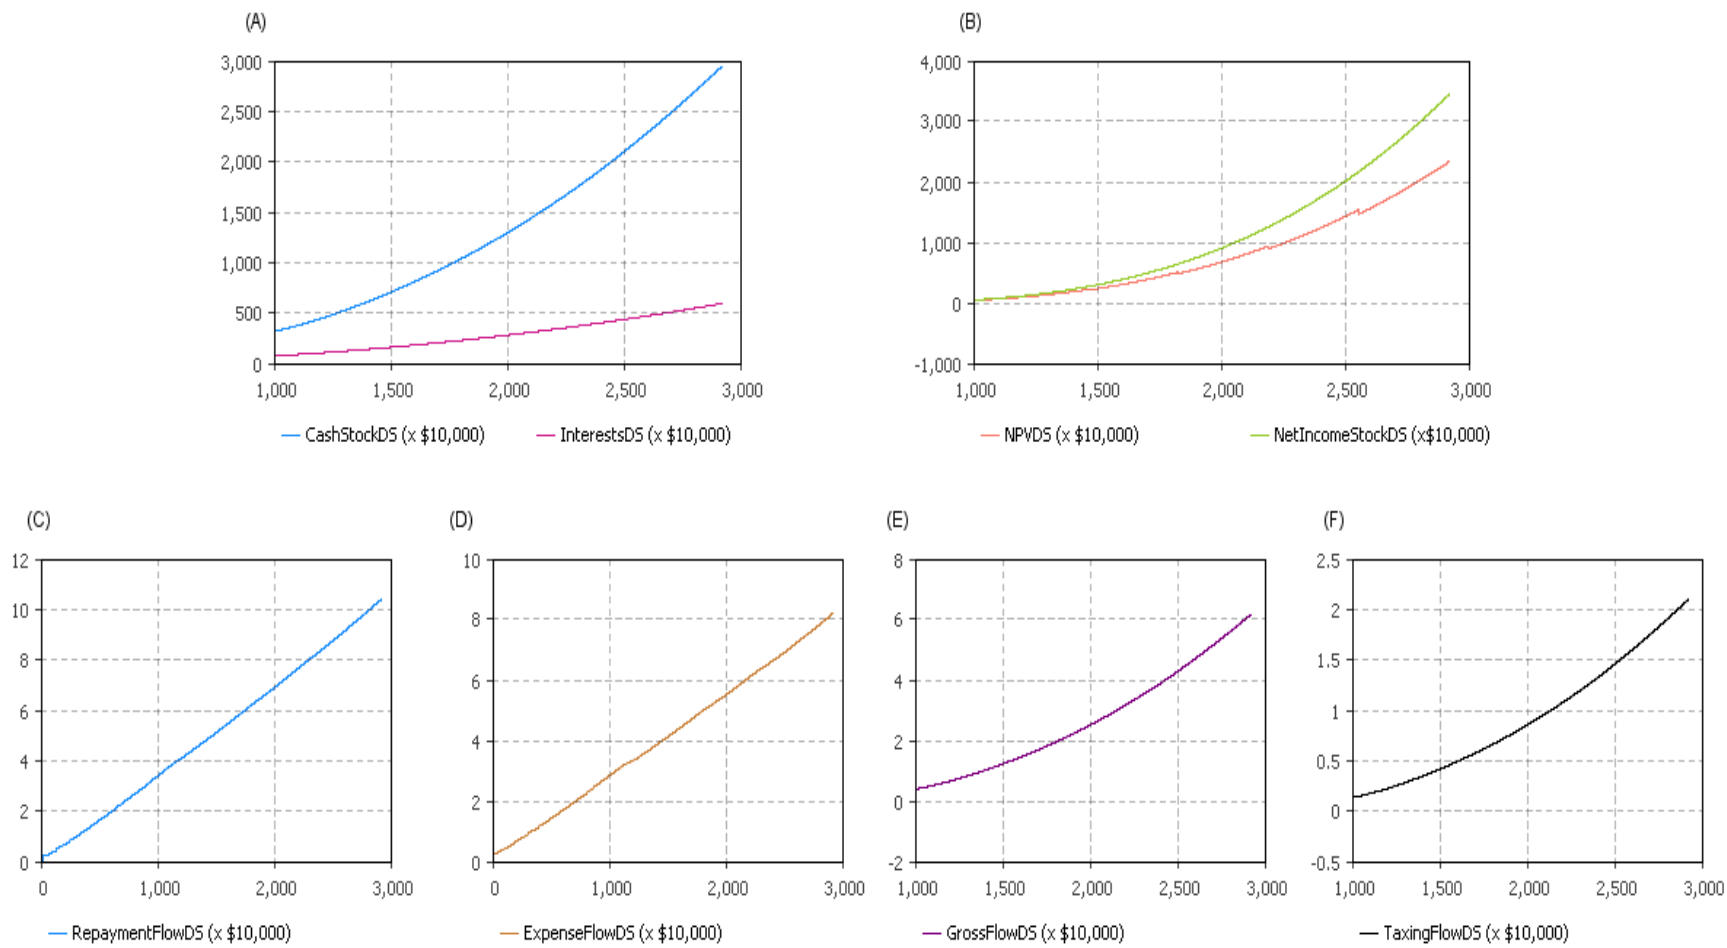 (A)
3,000
2,500
2,000
1,500
1,000
500
0
1,000 1,500 2,000 2,500 3,000
CashStockDS (x $10,000) InterestsDS (x $10,000)
(B)
4,000
3,000
2,000
1,000
0
-1,000
1,000 1,500 2,000 2,500 3,000
NPVDS (x $10,000) NetIncomeStockDS (x$10,000)
(C)
12
10
8
6
4
2
0
0 1,000 2,000 3,000
RepaymentFlowDS (x $10,000)
(D)
10
8
6
4
2
0
0 1,000 2,000 3,000
ExpenseFlowDS (x $10,000)
(E)
8
6
4
2
0
-2
1,000 1,500 2,000 2,500 3,000
GrossFlowDS (x $10,000)
(F)
2.5
2
1.5
1
0.5
0
-0.5
1,000 1,500 2,000 2,500 3,000
TaxingFlowDS (x $10,000)